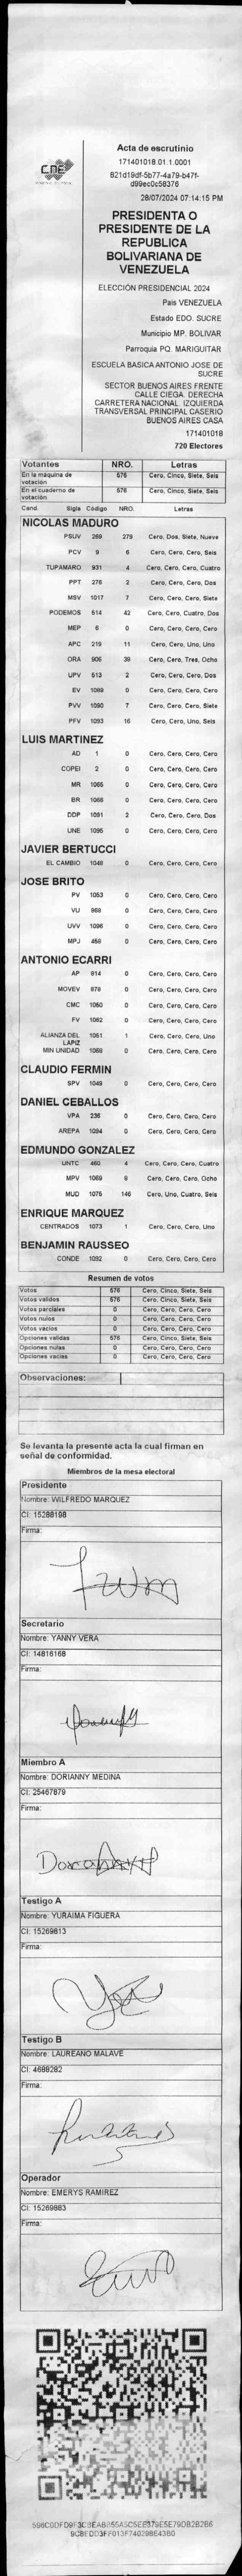 CNE
Acta de escrutinio
171401018.01.1.0001
821d19df-5b77-4a79-b47f-
d99ec0c58376
28/07/2024 07:14:15 PM
PRESIDENTA O
PRESIDENTE DE LA
REPUBLICA
BOLIVARIANA DE
VENEZUELA
ELECCIÓN PRESIDENCIAL 2024
Pais VENEZUELA
Estado EDO. SUCRE
Municipio MP. BOLIVAR
Parroquia PQ. MARIGUITAR
ESCUELA BASICA ANTONIO JOSE DE
SUCRE
SECTOR BUENOS AIRES FRENTE
CALLE CIEGA. DERECHA
CARRETERA NACIONAL. IZQUIERDA
TRANSVERSAL PRINCIPAL CASERIO
BUENOS AIRES CASA
171401018
720 Electores
Votantes NRO. Letras
En la máquina de votación 576 Cero, Cinco, Siete, Seis
En el cuaderno de votación 576 Cero, Cinco, Siete, Seis
Cand. Sigla Código NRO. Letras
NICOLAS MADURO
PSUV 269 279 Cero, Dos, Siete, Nueve
PCV 9 6 Cero, Cero, Cero, Seis
TUPAMARO 931 4 Cero, Cero, Cero, Cuatro
PPT 276 2 Cero, Cero, Cero, Dos
MSV 1017 7 Cero, Cero, Cero, Siete
PODEMOS 514 42 Cero, Cero, Cuatro, Dos
MEP 6 0 Cero, Cero, Cero, Cero
APC 219 11 Cero, Cero, Uno, Uno
ORA 906 38 Cero, Cero, Tres, Ocho
UPV 513 2 Cero, Cero, Cero, Dos
EV 1089 0 Cero, Cero, Cero, Cero
PVV 1090 7 Cero, Cero, Cero, Siete
PFV 1093 16 Cero, Cero, Uno, Seis
LUIS MARTINEZ
AD 1 0 Cero, Cero, Cero, Cero
COPEI 2 0 Cero, Cero, Cero, Cero
MR 1065 0 Cero, Cero, Cero, Cero
BR 1066 0 Cero, Cero, Cero, Cero
DDP 1091 2 Cero, Cero, Cero, Dos
UNE 1095 0 Cero, Cero, Cero, Cero
JAVIER BERTUCCI
EL CAMBIO 1048 0 Cero, Cero, Cero, Cero
JOSE BRITO
PV 1053 0 Cero, Cero, Cero, Cero
VU 868 0 Cero, Cero, Cero, Cero
UVV 1096 0 Cero, Cero, Cero, Cero
MPJ 458 0 Cero, Cero, Cero, Cero
ANTONIO ECARRI
AP 814 0 Cero, Cero, Cero, Cero
MOVEV 878 0 Cero, Cero, Cero, Cero
CMC 1050 0 Cero, Cero, Cero, Cero
FV 1062 0 Cero, Cero, Cero, Cero
ALIANZA DEL LAPIZ 1051 1 Cero, Cero, Cero, Uno
MIN UNIDAD 1069 0 Cero, Cero, Cero, Cero
CLAUDIO FERMIN
SPV 1049 0 Cero, Cero, Cero, Cero
DANIEL CEBALLOS
VPA 236 0 Cero, Cero, Cero, Cero
AREPA 1094 0 Cero, Cero, Cero, Cero
EDMUNDO GONZALEZ
UNTC 460 4 Cero, Cero, Cero, Cuatro
MPV 1069 9 Cero, Cero, Cero, Nueve
MUD 1075 146 Cero, Uno, Cuatro, Seis
ENRIQUE MARQUEZ
CENTRADOS 1073 1 Cero, Cero, Cero, Uno
BENJAMIN RAUSSEO
CONDE 1092 0 Cero, Cero, Cero, Cero
Resumen de votos
Votos 576 Cero, Cinco, Siete, Seis
Votos validos 576 Cero, Cinco, Siete, Seis
Votos parciales 0 Cero, Cero, Cero, Cero
Votos nulos 0 Cero, Cero, Cero, Cero
Votos vacios 0 Cero, Cero, Cero, Cero
Opciones validas 576 Cero, Cinco, Siete, Seis
Opciones nulas 0 Cero, Cero, Cero, Cero
Opciones vacias 0 Cero, Cero, Cero, Cero
Observaciones:
Se levanta la presente acta la cual firman en
señal de conformidad.
Miembros de la mesa electoral
Presidente
Nombre: WILFREDO MARQUEZ
CI: 15288198
Firma:
Secretario
Nombre: YANNY VERA
CI: 14816168
Firma:
Miembro A
Nombre: DORIANNY MEDINA
CI: 25467879
Firma:
Testigo A
Nombre: YURAIMA FIGUERA
CI: 15269813
Firma:
Testigo B
Nombre: LAUREANO MALAVE
CI: 4688282
Firma:
Operador
Nombre: EMERYS RAMIREZ
CI: 15269883
Firma: